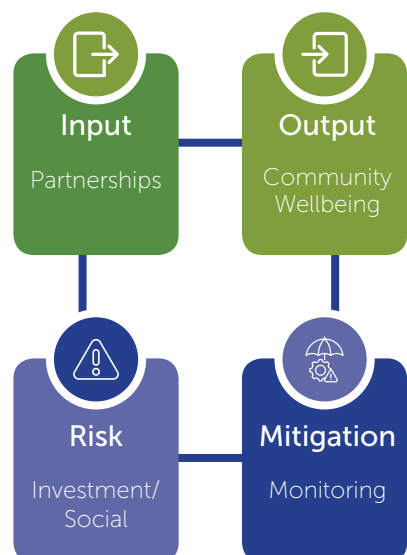 Input
Partnerships
Output
Community
Wellbeing
Risk
Investment/
Social
Mitigation
Monitoring